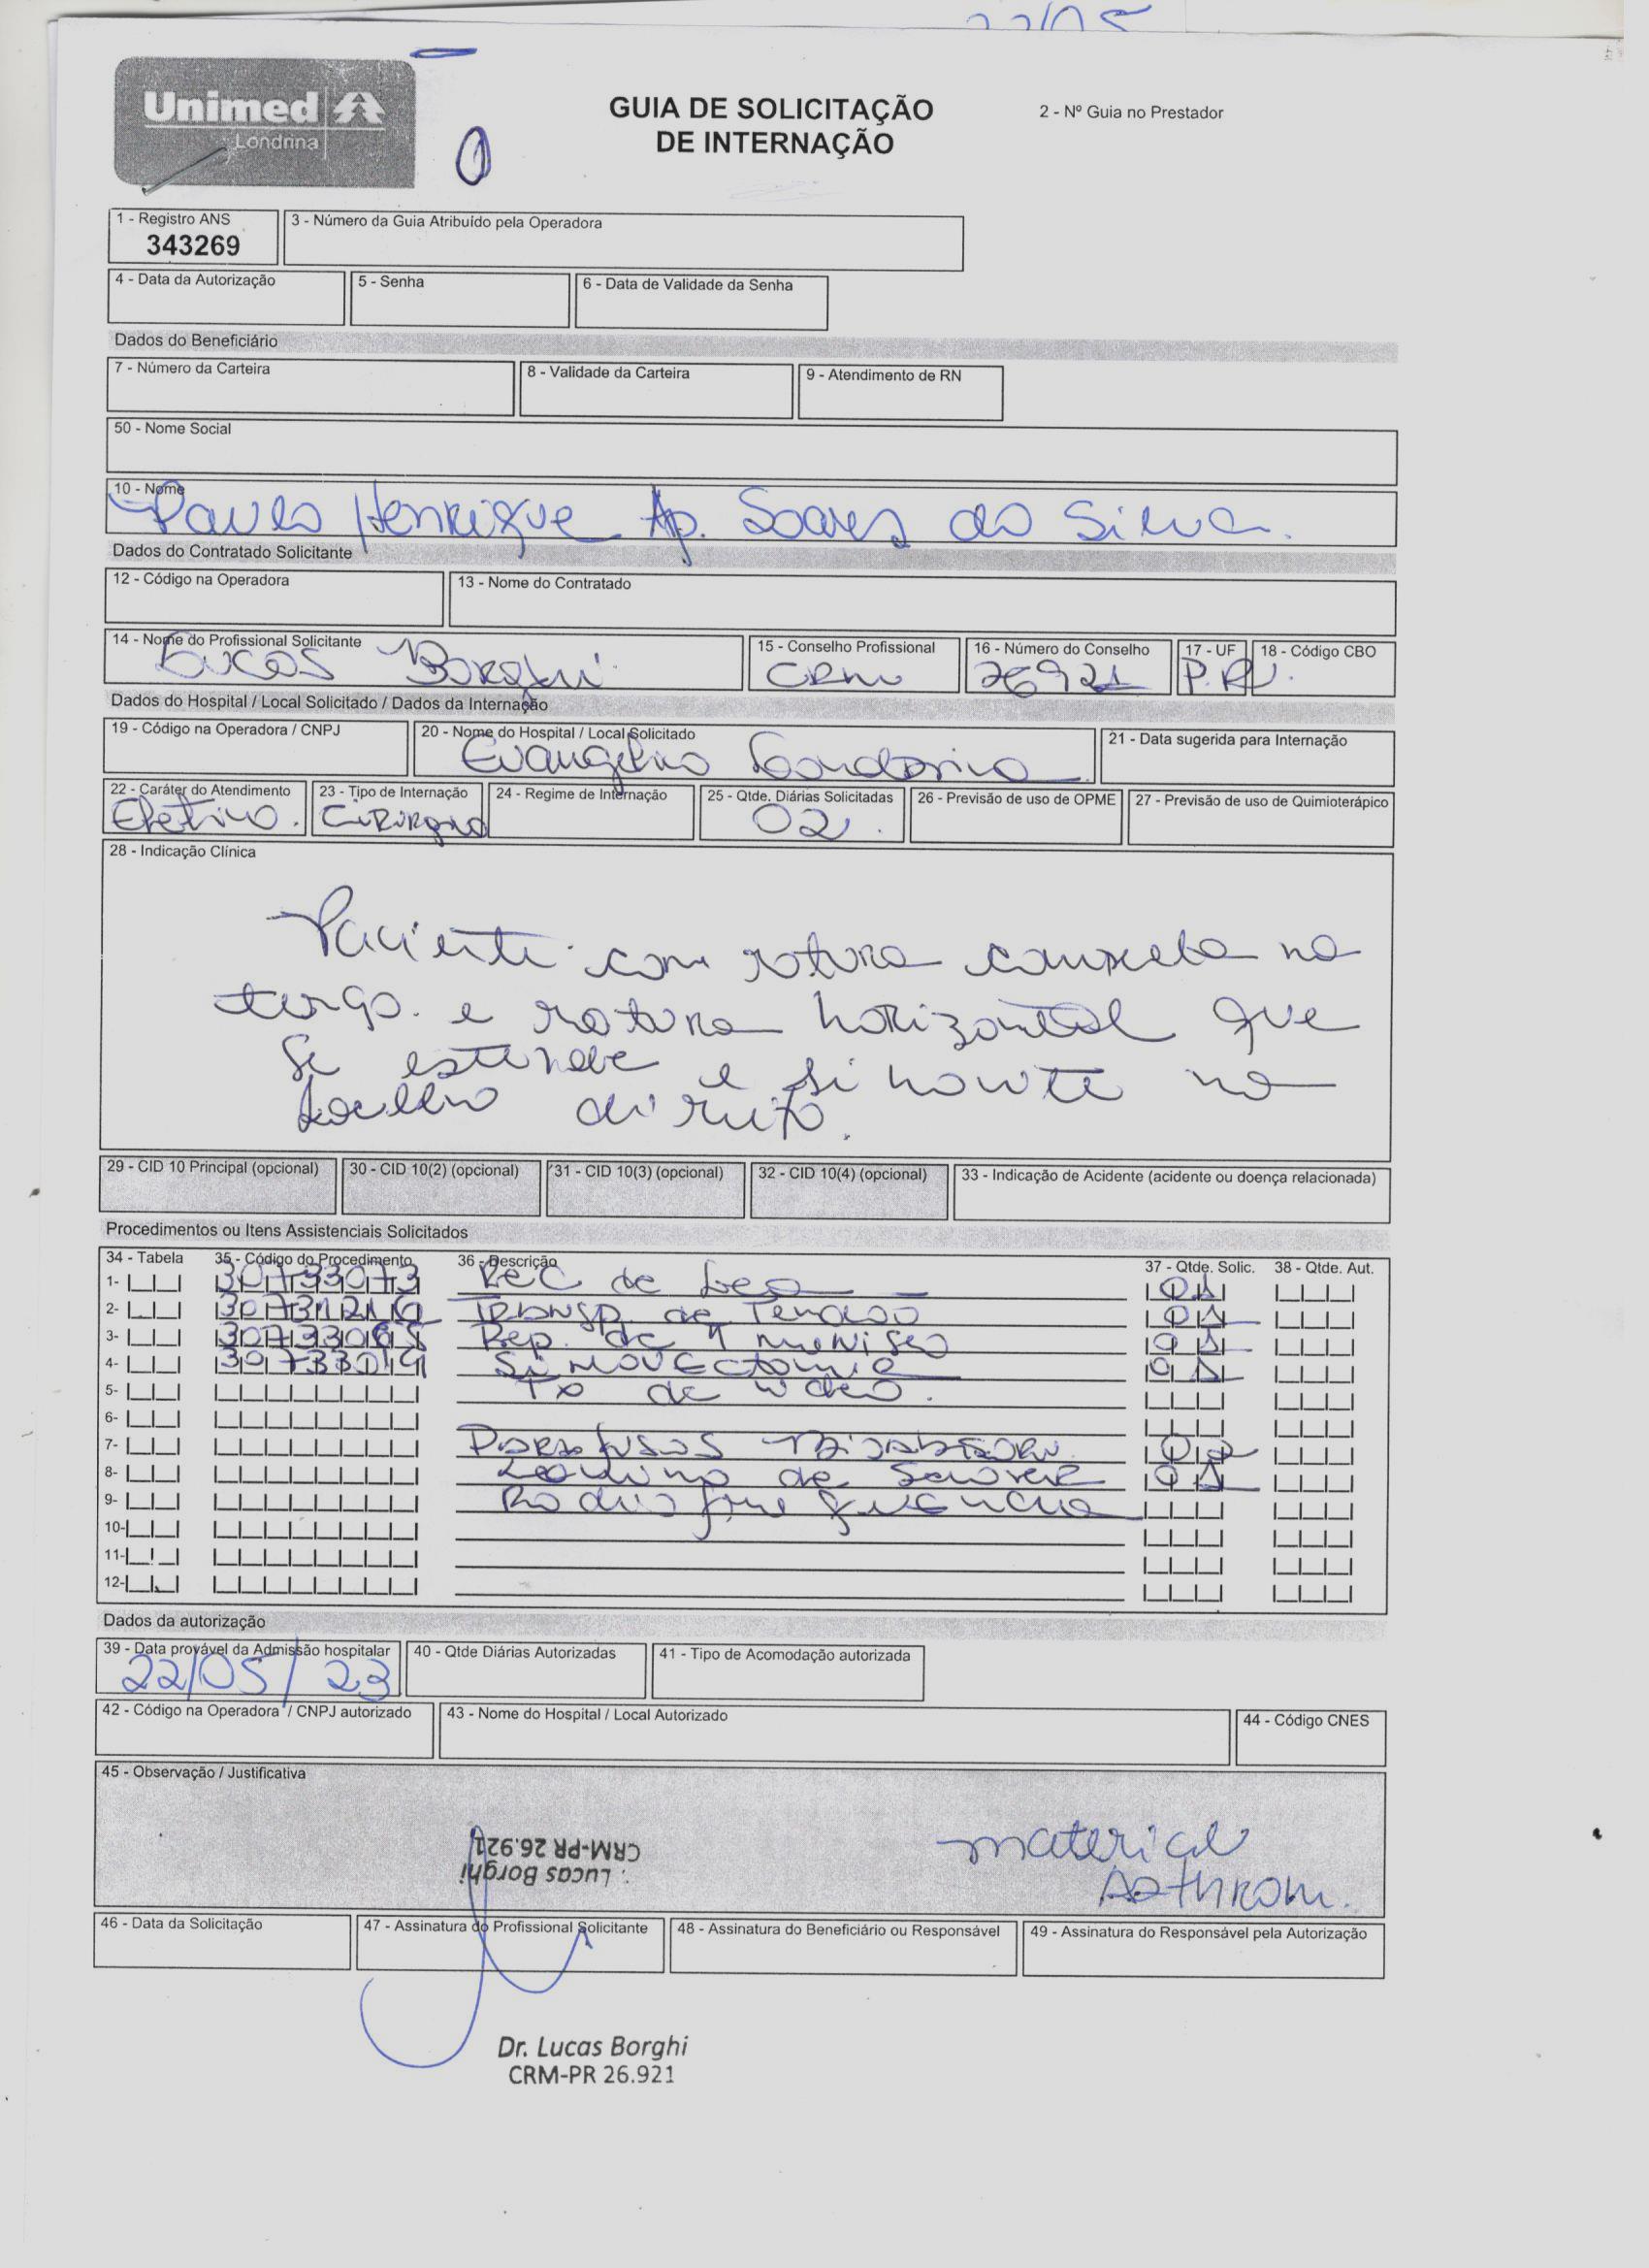 22/05
Unimed
Londrina
GUIA DE SOLICITAÇÃO
DE INTERNAÇÃO
2 - Nº Guia no Prestador
1 - Registro ANS
343269
3 - Número da Guia Atribuído pela Operadora
4 - Data da Autorização
5 - Senha
6 - Data de Validade da Senha
Dados do Beneficiário
7 - Número da Carteira
8 - Validade da Carteira
9 - Atendimento de RN
50 - Nome Social
10 - Nome
Paulo Henrique Ap. Soares da Silva.
Dados do Contratado Solicitante
12 - Código na Operadora
13 - Nome do Contratado
14 - Nome do Profissional Solicitante
Lucas Borghi
15 - Conselho Profissional
CRM
16 - Número do Conselho
26921
17 - UF
PR
18 - Código CBO
Dados do Hospital / Local Solicitado / Dados da Internação
19 - Código na Operadora / CNPJ
20 - Nome do Hospital / Local Solicitado
Evangélico Londrina
21 - Data sugerida para Internação
22 - Caráter do Atendimento
Eletivo.
23 - Tipo de Internação
24 - Regime de Internação
25 - Qtde. Diárias Solicitadas
02.
26 - Previsão de uso de OPME
27 - Previsão de uso de Quimioterápico
28 - Indicação Clínica
Paciente com rotura completa no
e rotura horizontal que
se estende e sinovite no
Joelho direito.
29 - CID 10 Principal (opcional)
30 - CID 10(2) (opcional)
31 - CID 10(3) (opcional)
32 - CID 10(4) (opcional)
33 - Indicação de Acidente (acidente ou doença relacionada)
Procedimentos ou Itens Assistenciais Solicitados
34 - Tabela
35 - Código do Procedimento
36 - Descrição
37 - Qtde. Solic.
38 - Qtde. Aut.
1- 30733073 Rec de 01
2- Transp. de Tendão 01
3- 30733065 Rep. de 1 menisco 01
4- Sinovectomia 01
5- Tx de video.
6-
7- Parafusos 02
8- de 01
9- Radiofrequência
10-
11-
12-
Dados da autorização
39 - Data provável da Admissão hospitalar
22/05/23
40 - Qtde Diárias Autorizadas
41 - Tipo de Acomodação autorizada
42 - Código na Operadora / CNPJ autorizado
43 - Nome do Hospital / Local Autorizado
44 - Código CNES
45 - Observação / Justificativa
Lucas Borghi
CRM-PR 26.921
material
Arthrom.
46 - Data da Solicitação
47 - Assinatura do Profissional Solicitante
48 - Assinatura do Beneficiário ou Responsável
49 - Assinatura do Responsável pela Autorização
Dr. Lucas Borghi
CRM-PR 26.921